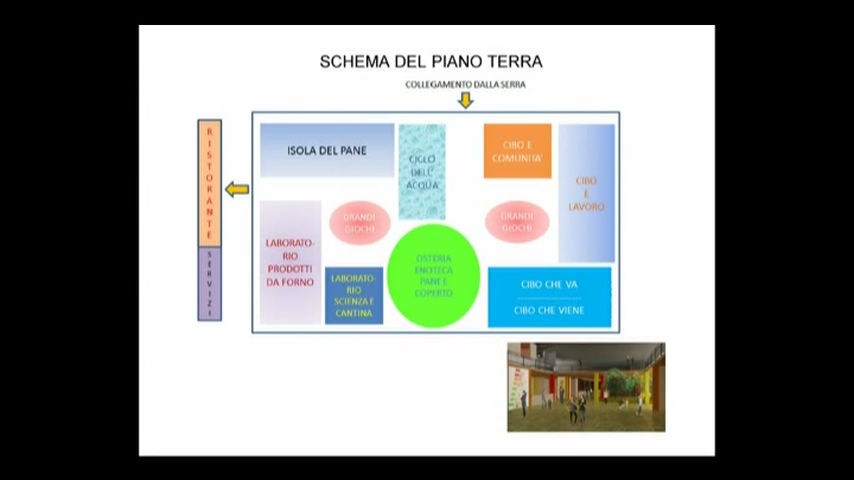 SCHEMA DEL PIANO TERRA
COLLEGAMENTO DALLA SERRA
RISTORANTE
SERVIZI
ISOLA DEL PANE
CICLO
DELL'
ACQUA
CIBO E
COMUNITA'
CIBO
E
LAVORO
GRANDI
GIOCHI
GRANDI
GIOCHI
LABORATO-
RIO
PRODOTTI
DA FORNO
LABORATO-
RIO
SCIENZA E
CANTINA
OSTERIA
ENOTECA
PANE E
COPERTO
CIBO CHE VA
CIBO CHE VIENE